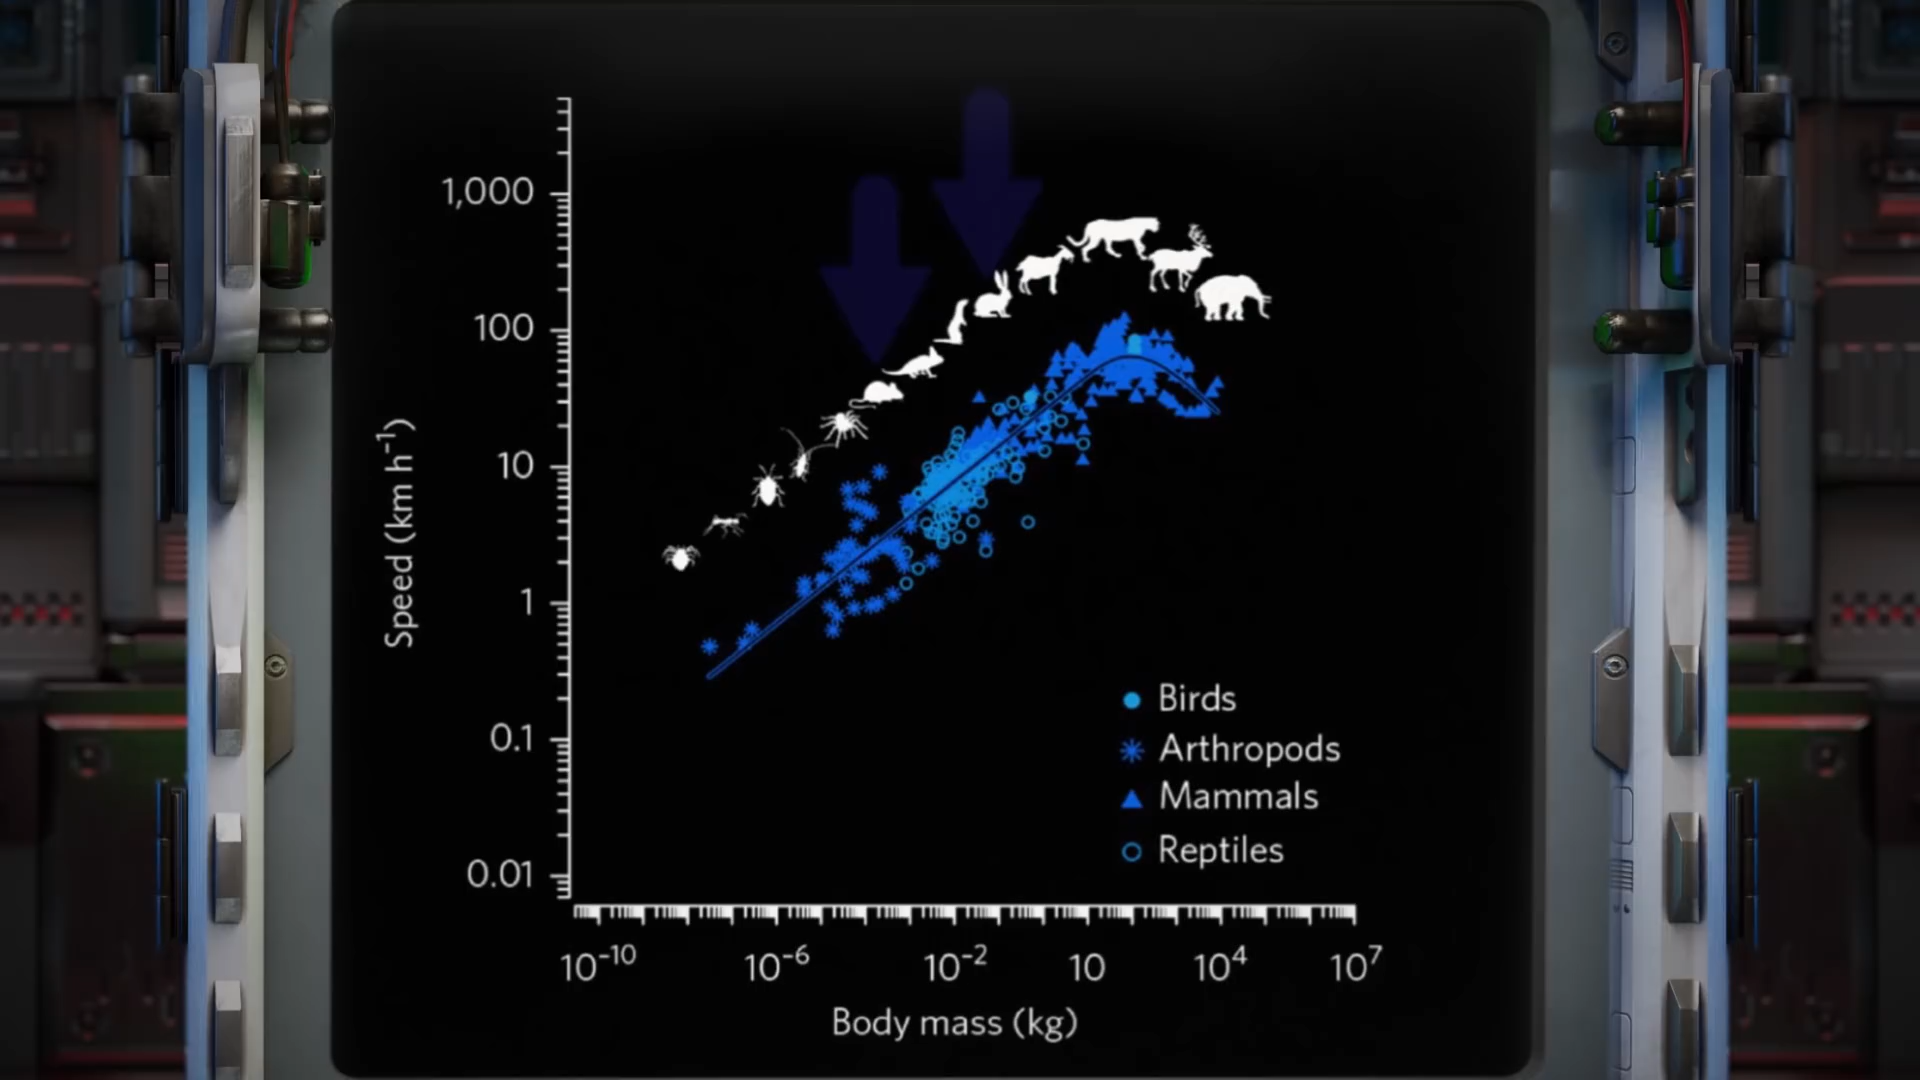 1,000
100
10
1
0.1
0.01
Speed (km h⁻¹)
Birds
Arthropods
Mammals
Reptiles
10⁻¹⁰ 10⁻⁶ 10⁻² 10 10⁴ 10⁷
Body mass (kg)